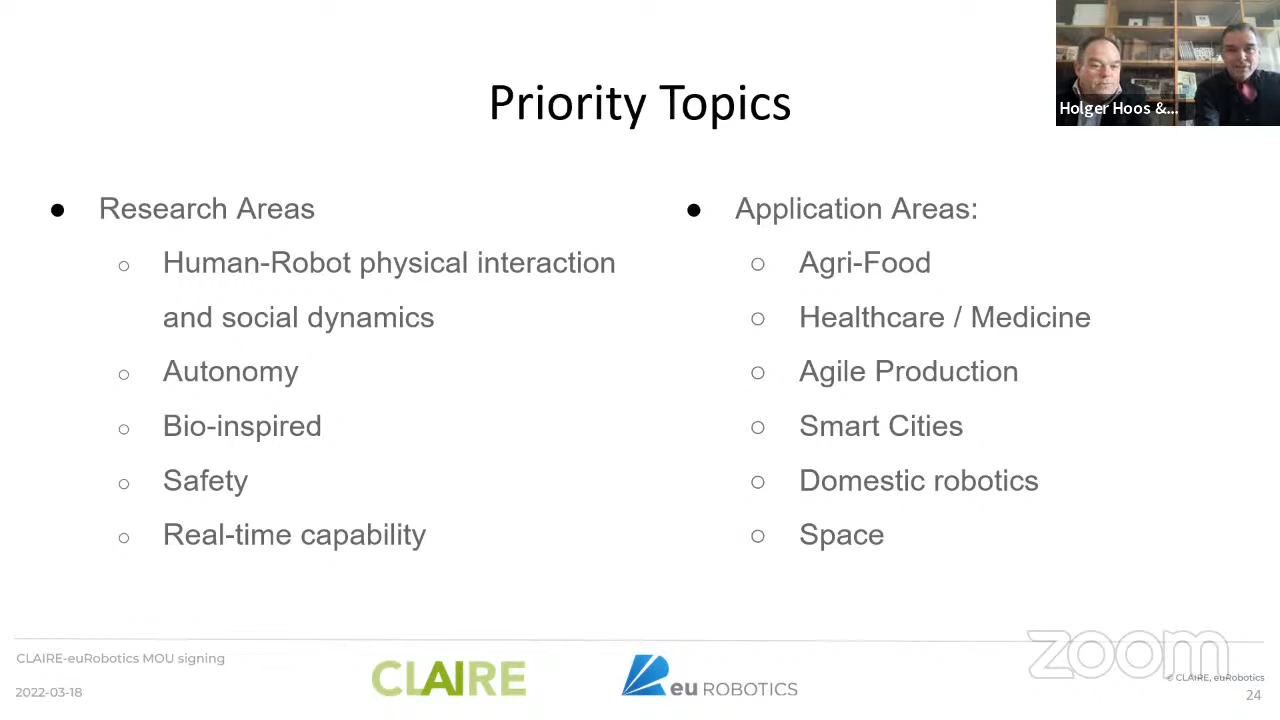 Priority Topics
Holger Hoos &...
Research Areas
Human-Robot physical interaction
and social dynamics
Autonomy
Bio-inspired
Safety
Real-time capability
Application Areas:
Agri-Food
Healthcare / Medicine
Agile Production
Smart Cities
Domestic robotics
Space
CLAIRE-euRobotics MOU signing
2022-03-18
CLAIRE
eu ROBOTICS
zoom
© CLAIRE, euRobotics
24